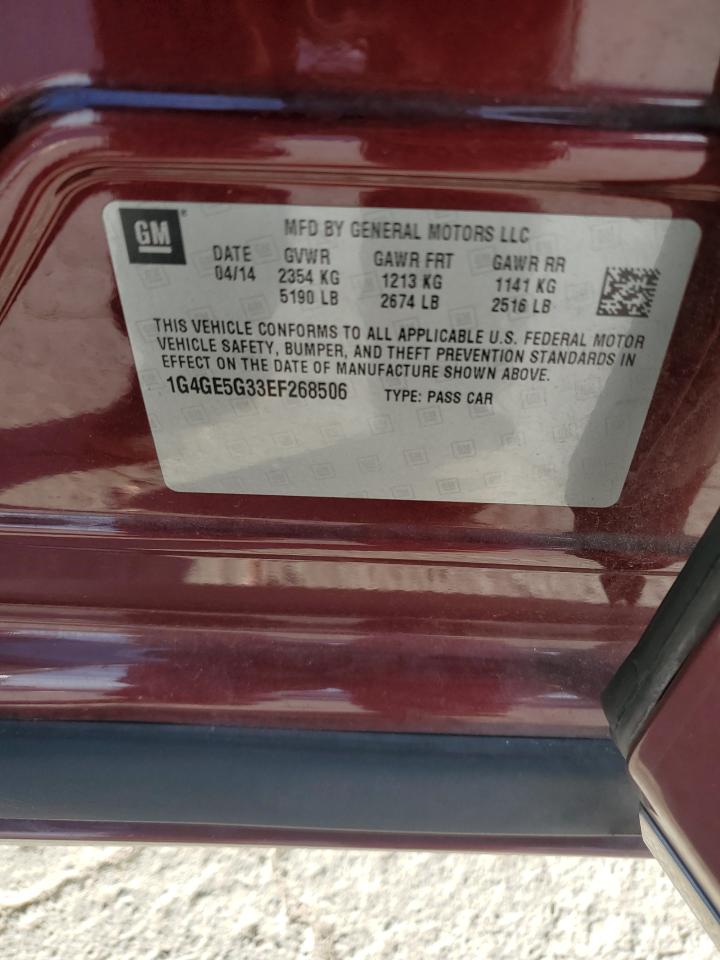 GM®
MFD BY GENERAL MOTORS LLC
DATE GVWR GAWR FRT GAWR RR
04/14 2354 KG 1213 KG 1141 KG
5190 LB 2674 LB 2516 LB
THIS VEHICLE CONFORMS TO ALL APPLICABLE U.S. FEDERAL MOTOR
VEHICLE SAFETY, BUMPER, AND THEFT PREVENTION STANDARDS IN
EFFECT ON THE DATE OF MANUFACTURE SHOWN ABOVE.
1G4GE5G33EF268506 TYPE: PASS CAR